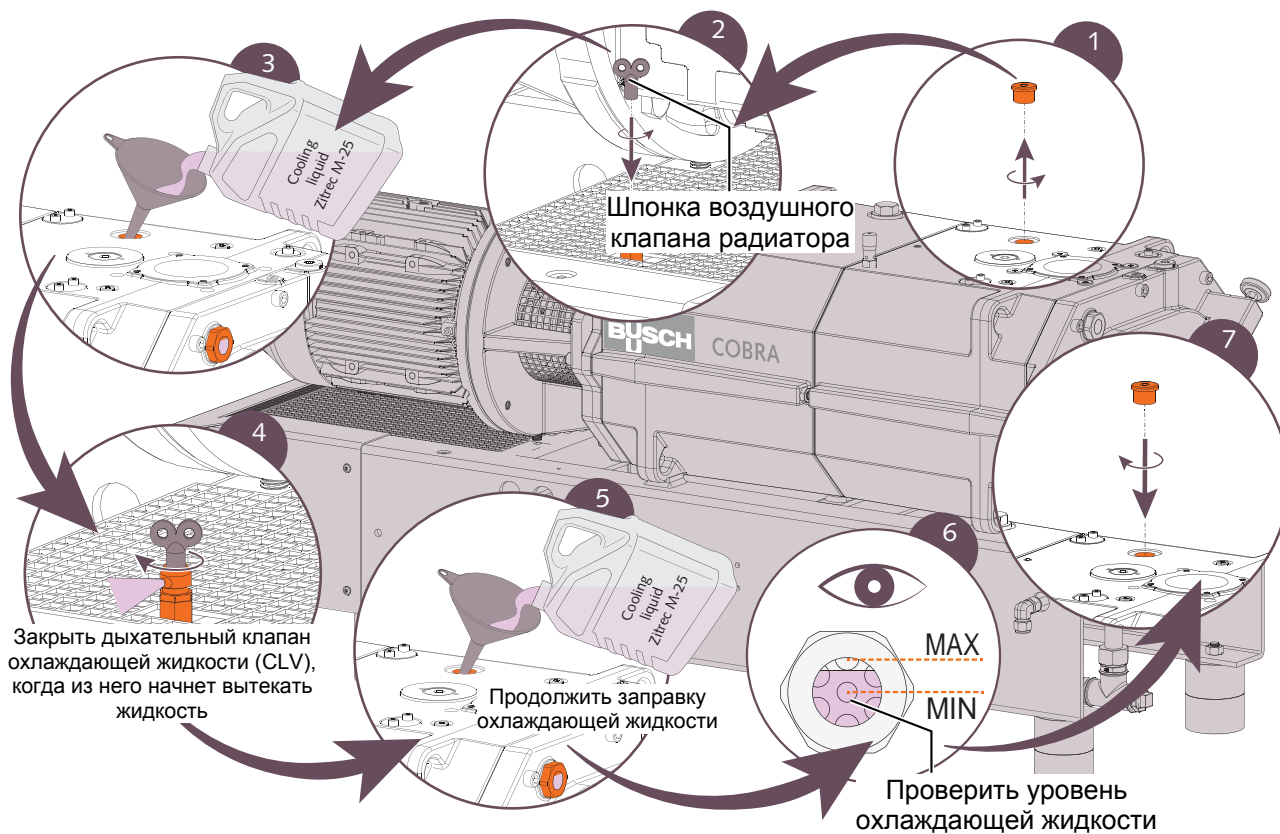 1
2
Шпонка воздушного
клапана радиатора
3
Cooling
liquid
Zitrec M-25
BUSCH
COBRA
4
Закрыть дыхательный клапан
охлаждающей жидкости (CLV),
когда из него начнет вытекать
жидкость
5
Cooling
liquid
Zitrec M-25
Продолжить заправку
охлаждающей жидкости
6
MAX
MIN
Проверить уровень
охлаждающей жидкости
7